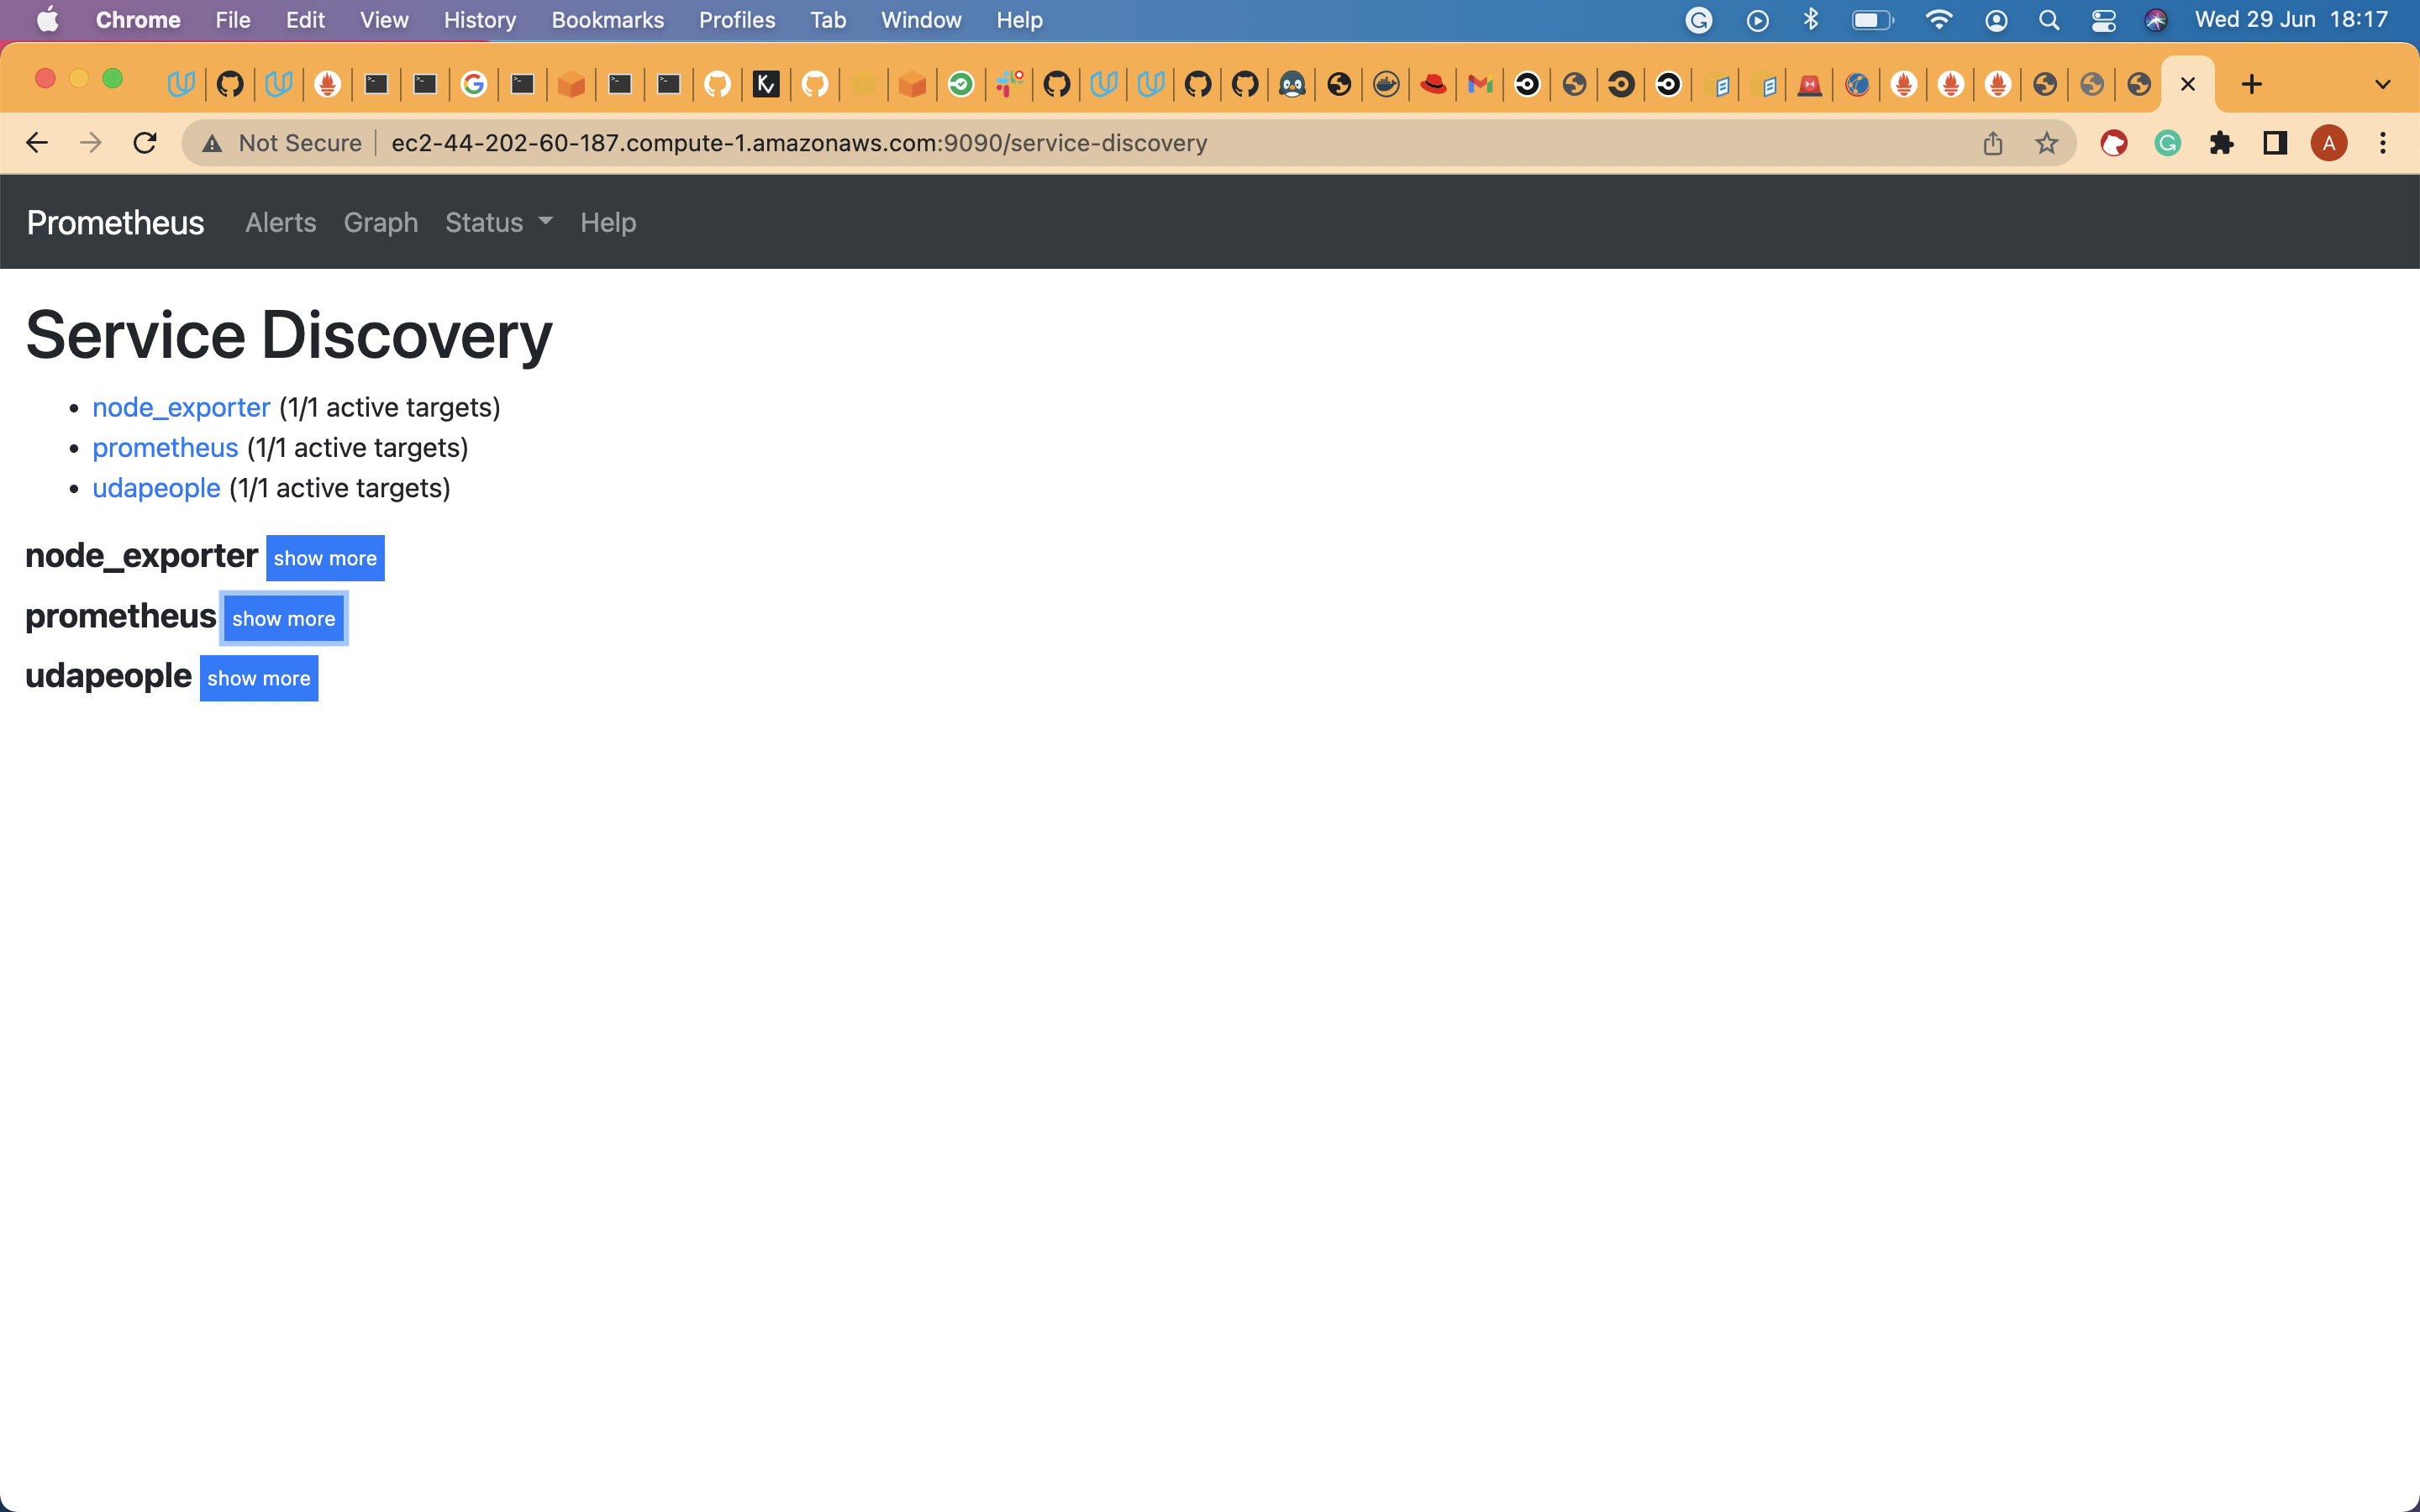 Chrome File Edit View History Bookmarks Profiles Tab Window Help Wed 29 Jun 18:17
Not Secure ec2-44-202-60-187.compute-1.amazonaws.com:9090/service-discovery A
Prometheus Alerts Graph Status Help
Service Discovery
node_exporter (1/1 active targets)
prometheus (1/1 active targets)
udapeople (1/1 active targets)
node_exporter show more
prometheus show more
udapeople show more